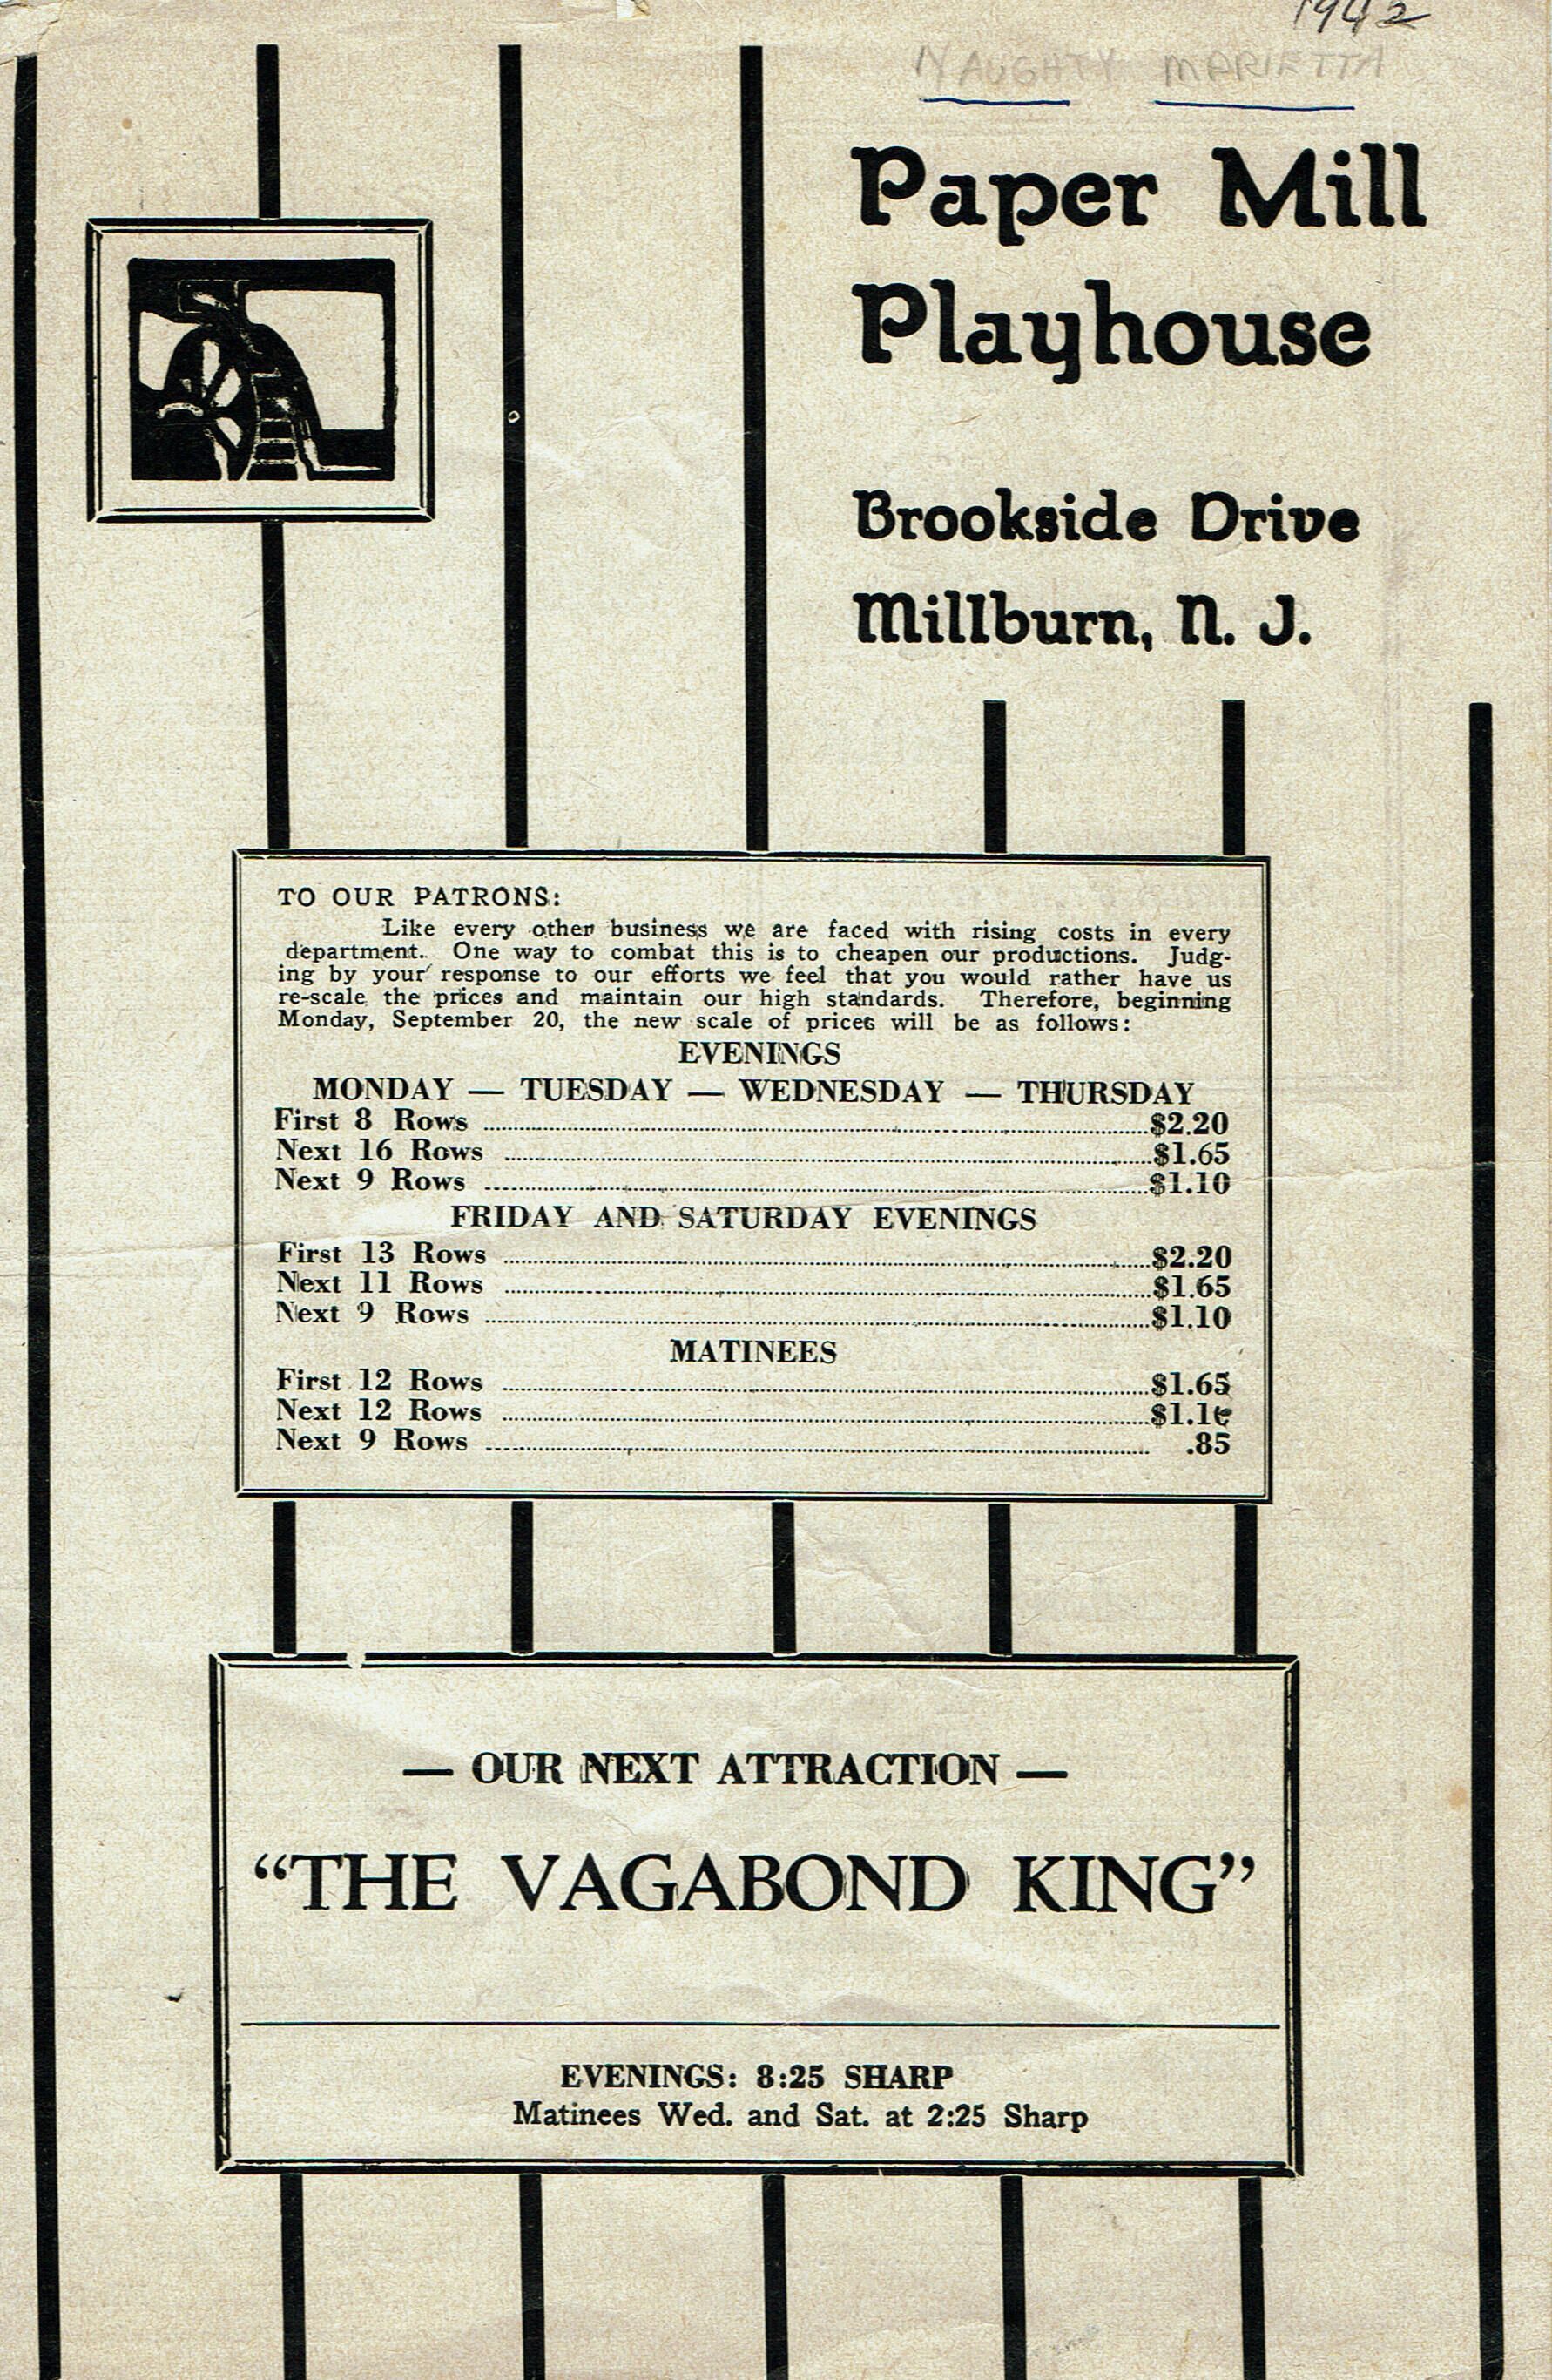 1942
NAUGHTY MARIETTA
Paper Mill
Playhouse
Brookside Drive
Millburn, N. J.
TO OUR PATRONS:
Like every other business we are faced with rising costs in every
department. One way to combat this is to cheapen our productions. Judg-
ing by your response to our efforts we feel that you would rather have us
re-scale the prices and maintain our high standards. Therefore, beginning
Monday, September 20, the new scale of prices will be as follows:
EVENINGS
MONDAY — TUESDAY — WEDNESDAY — THURSDAY
First 8 Rows ........ $2.20
Next 16 Rows ........ $1.65
Next 9 Rows ........ $1.10
FRIDAY AND SATURDAY EVENINGS
First 13 Rows ........ $2.20
Next 11 Rows ........ $1.65
Next 9 Rows ........ $1.10
MATINEES
First 12 Rows ........ $1.65
Next 12 Rows ........ $1.10
Next 9 Rows ........ .85
— OUR NEXT ATTRACTION —
“THE VAGABOND KING”
EVENINGS: 8:25 SHARP
Matinees Wed. and Sat. at 2:25 Sharp